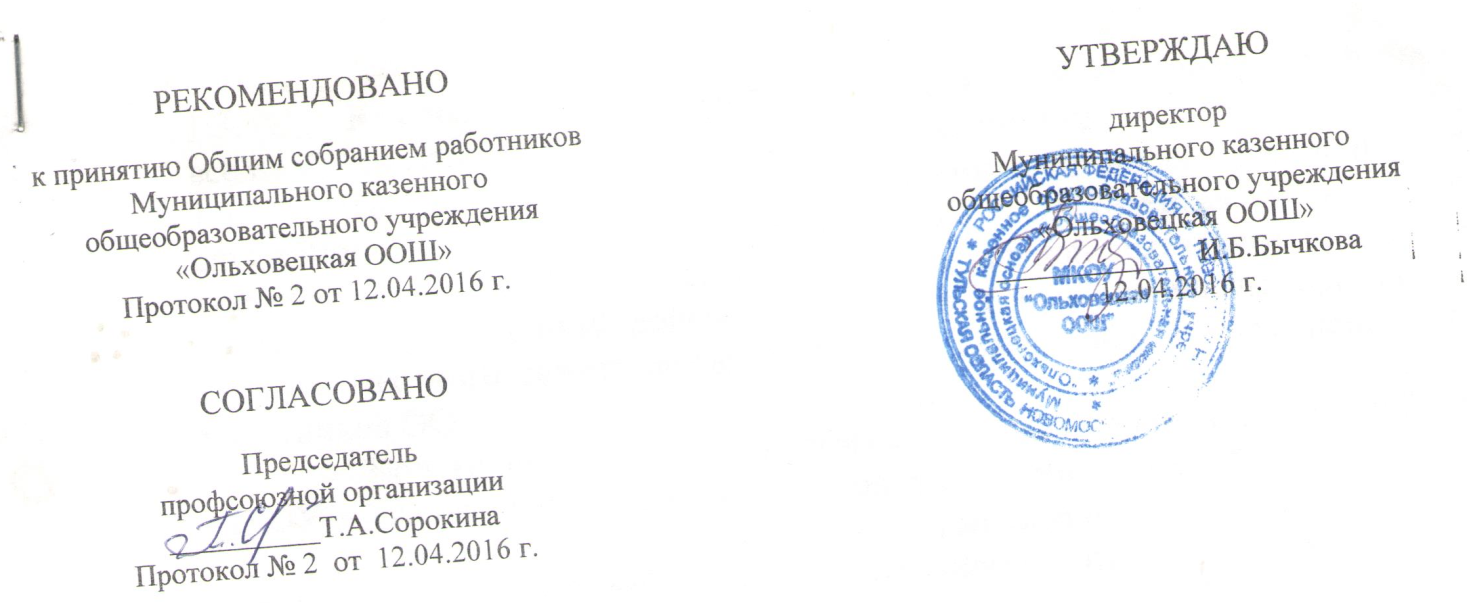 РЕКОМЕНДОВАНО
к принятию Общим собранием работников
Муниципального казенного
общеобразовательного учреждения
«Ольховецкая ООШ»
Протокол № 2 от 12.04.2016 г.
СОГЛАСОВАНО
Председатель
профсоюзной организации
Т.А.Сорокина
Протокол № 2 от 12.04.2016 г.
УТВЕРЖДАЮ
директор
Муниципального казенного
общеобразовательного учреждения
«Ольховецкая ООШ»
И.Б.Бычкова
12.04.2016 г.
РОССИЙСКАЯ ФЕДЕРАЦИЯ
ТУЛЬСКАЯ ОБЛАСТЬ
МКОУ
"Ольховецкая
ООШ"